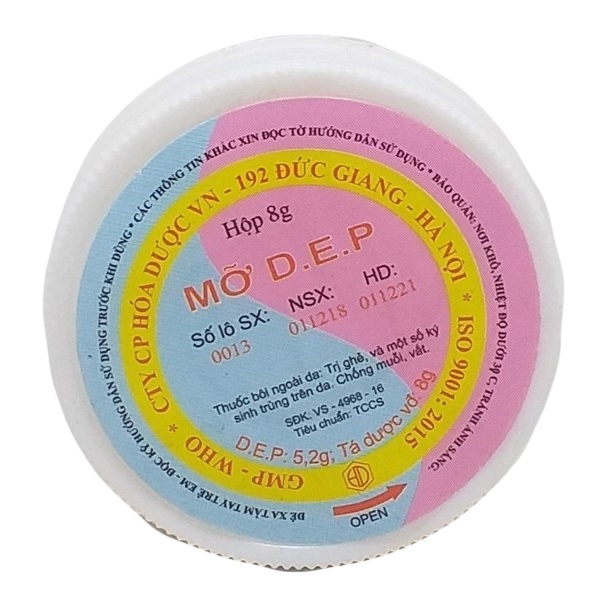 ĐỂ XA TẦM TAY TRẺ EM - ĐỌC KỸ HƯỚNG DẪN SỬ DỤNG TRƯỚC KHI DÙNG • CÁC THÔNG TIN KHÁC XIN ĐỌC TỜ HƯỚNG DẪN SỬ DỤNG • BẢO QUẢN: NƠI KHÔ, NHIỆT ĐỘ DƯỚI 30C, TRÁNH ÁNH SÁNG.
* CTY CP HÓA DƯỢC VN - 192 ĐỨC GIANG - HÀ NỘI * ISO 9001: 2015
GMP - WHO
Hộp 8g
MỠ D.E.P
Số lô SX: NSX: HD:
0013 011218 011221
Thuốc bôi ngoài da: Trị ghẻ, và một số ký
sinh trùng trên da. Chống muỗi, vắt.
SĐK: VS - 4968 - 16
Tiêu chuẩn: TCCS
D.E.P: 5,2g; Tá dược vđ: 8g
OPEN